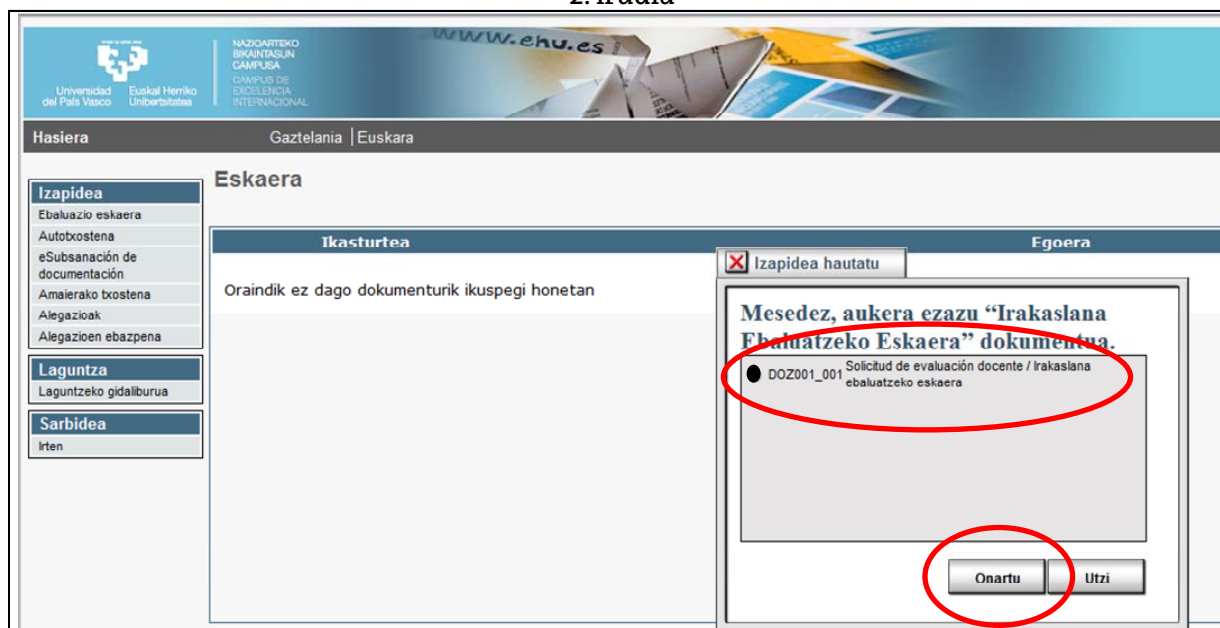 2. irudia
Universidad del País Vasco
Euskal Herriko Unibertsitatea
NAZIOARTEKO
BIKAINTASUN
CAMPUSA
CAMPUS DE
EXCELENCIA
INTERNACIONAL
www.ehu.es
Hasiera
Gaztelania | Euskara
Eskaera
Izapidea
Ebaluazio eskaera
Autotxostena
eSubsanación de
documentación
Amaierako txostena
Alegazioak
Alegazioen ebazpena
Laguntza
Laguntzeko gidaliburua
Sarbidea
Irten
Ikasturtea
Egoera
Oraindik ez dago dokumenturik ikuspegi honetan
Izapidea hautatu
Mesedez, aukera ezazu “Irakaslana
Ebaluatzeko Eskaera” dokumentua.
DOZ001_001 Solicitud de evaluación docente / Irakaslana
ebaluatzeko eskaera
Onartu
Utzi